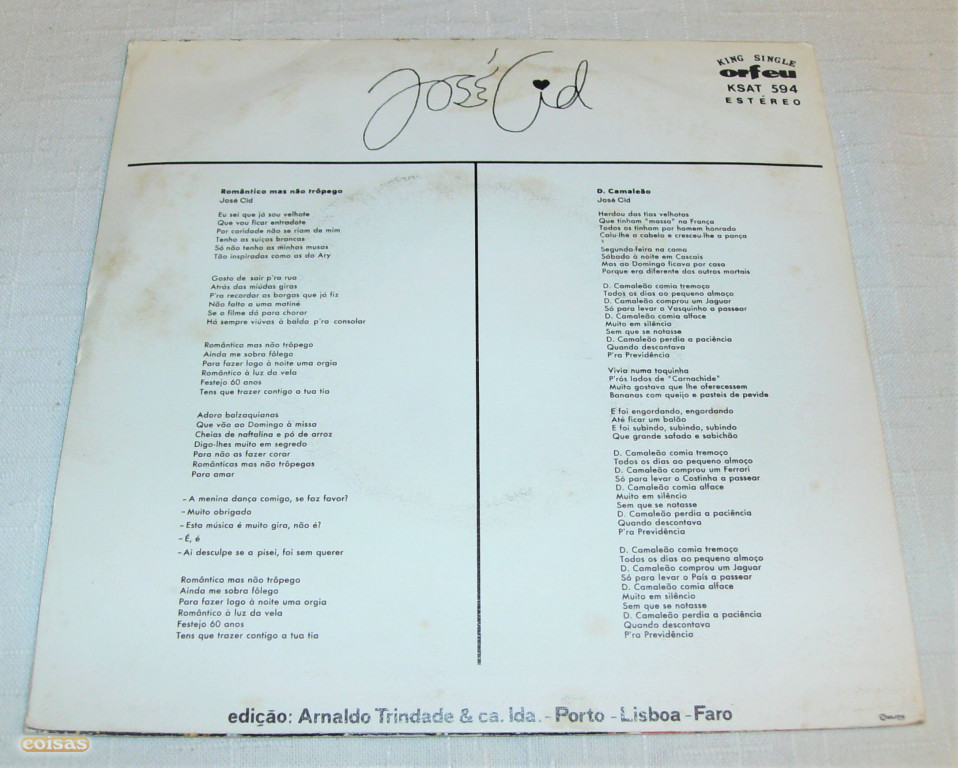 José Cid
KING SINGLE
orfeu
KSAT 594
ESTÉREO
Romântico mas não trôpego
José Cid
Eu sei que já sou velhote
Que vou ficar entradote
Por caridade não se riam de mim
Tenho as suiças brancas
Só não tenho as minhas musas
Tão inspiradas como as do Ary
Gosto de sair p'ra rua
Atrás das miúdas giras
P'ra recordar as borgas que já fiz
Não falto a uma matiné
Se o filme dá para chorar
Há sempre viúvas à balda p'ra consolar
Romântico mas não trôpego
Ainda me sobra fôlego
Para fazer logo à noite uma orgia
Romântico à luz da vela
Festejo 60 anos
Tens que trazer contigo a tua tia
Adoro balzaquianas
Que vão ao Domingo à missa
Cheias de naftalina e pó de arroz
Digo-lhes muito em segredo
Para não as fazer corar
Românticas mas não trôpegas
Para amar
- A menina dança comigo, se faz favor?
- Muito obrigado
- Esta música é muito gira, não é?
- É, é
- Ai desculpe se a pisei, foi sem querer
Romântico mas não trôpego
Ainda me sobra fôlego
Para fazer logo à noite uma orgia
Romântico à luz da vela
Festejo 60 anos
Tens que trazer contigo a tua tia
D. Camaleão
José Cid
Herdou das tias velhotas
Que tinham "massa" na França
Todos os tinham por homem honrado
Caiu-lhe o cabelo e cresceu-lhe a pança
Segunda-feira na cama
Sábado à noite em Cascais
Mas ao Domingo ficava por casa
Porque era diferente dos outros mortais
D. Camaleão comia tremoço
Todos os dias ao pequeno almoço
D. Camaleão comprou um Jaguar
Só para levar o Vasquinho a passear
D. Camaleão comia alface
Muito em silêncio
Sem que se notasse
D. Camaleão perdia a paciência
Quando descontava
P'ra Previdência
Vivia numa toquinha
P'rós lados de "Carnachide"
Muito gostava que lhe oferecessem
Bananas com queijo e pasteis de pevide
E foi engordando, engordando
Até ficar um balão
E foi subindo, subindo, subindo
Que grande safado e sabichão
D. Camaleão comia tremoço
Todos os dias ao pequeno almoço
D. Camaleão comprou um Ferrari
Só para levar o Costinha a passear
D. Camaleão comia alface
Muito em silêncio
Sem que se notasse
D. Camaleão perdia a paciência
Quando descontava
P'ra Previdência
D. Camaleão comia tremoço
Todos os dias ao pequeno almoço
D. Camaleão comprou um Jaguar
Só para levar o País a passear
D. Camaleão comia alface
Muito em silêncio
Sem que se notasse
D. Camaleão perdia a paciência
Quando descontava
P'ra Previdência
edição: Arnaldo Trindade & ca. lda. - Porto - Lisboa - Faro
coisas